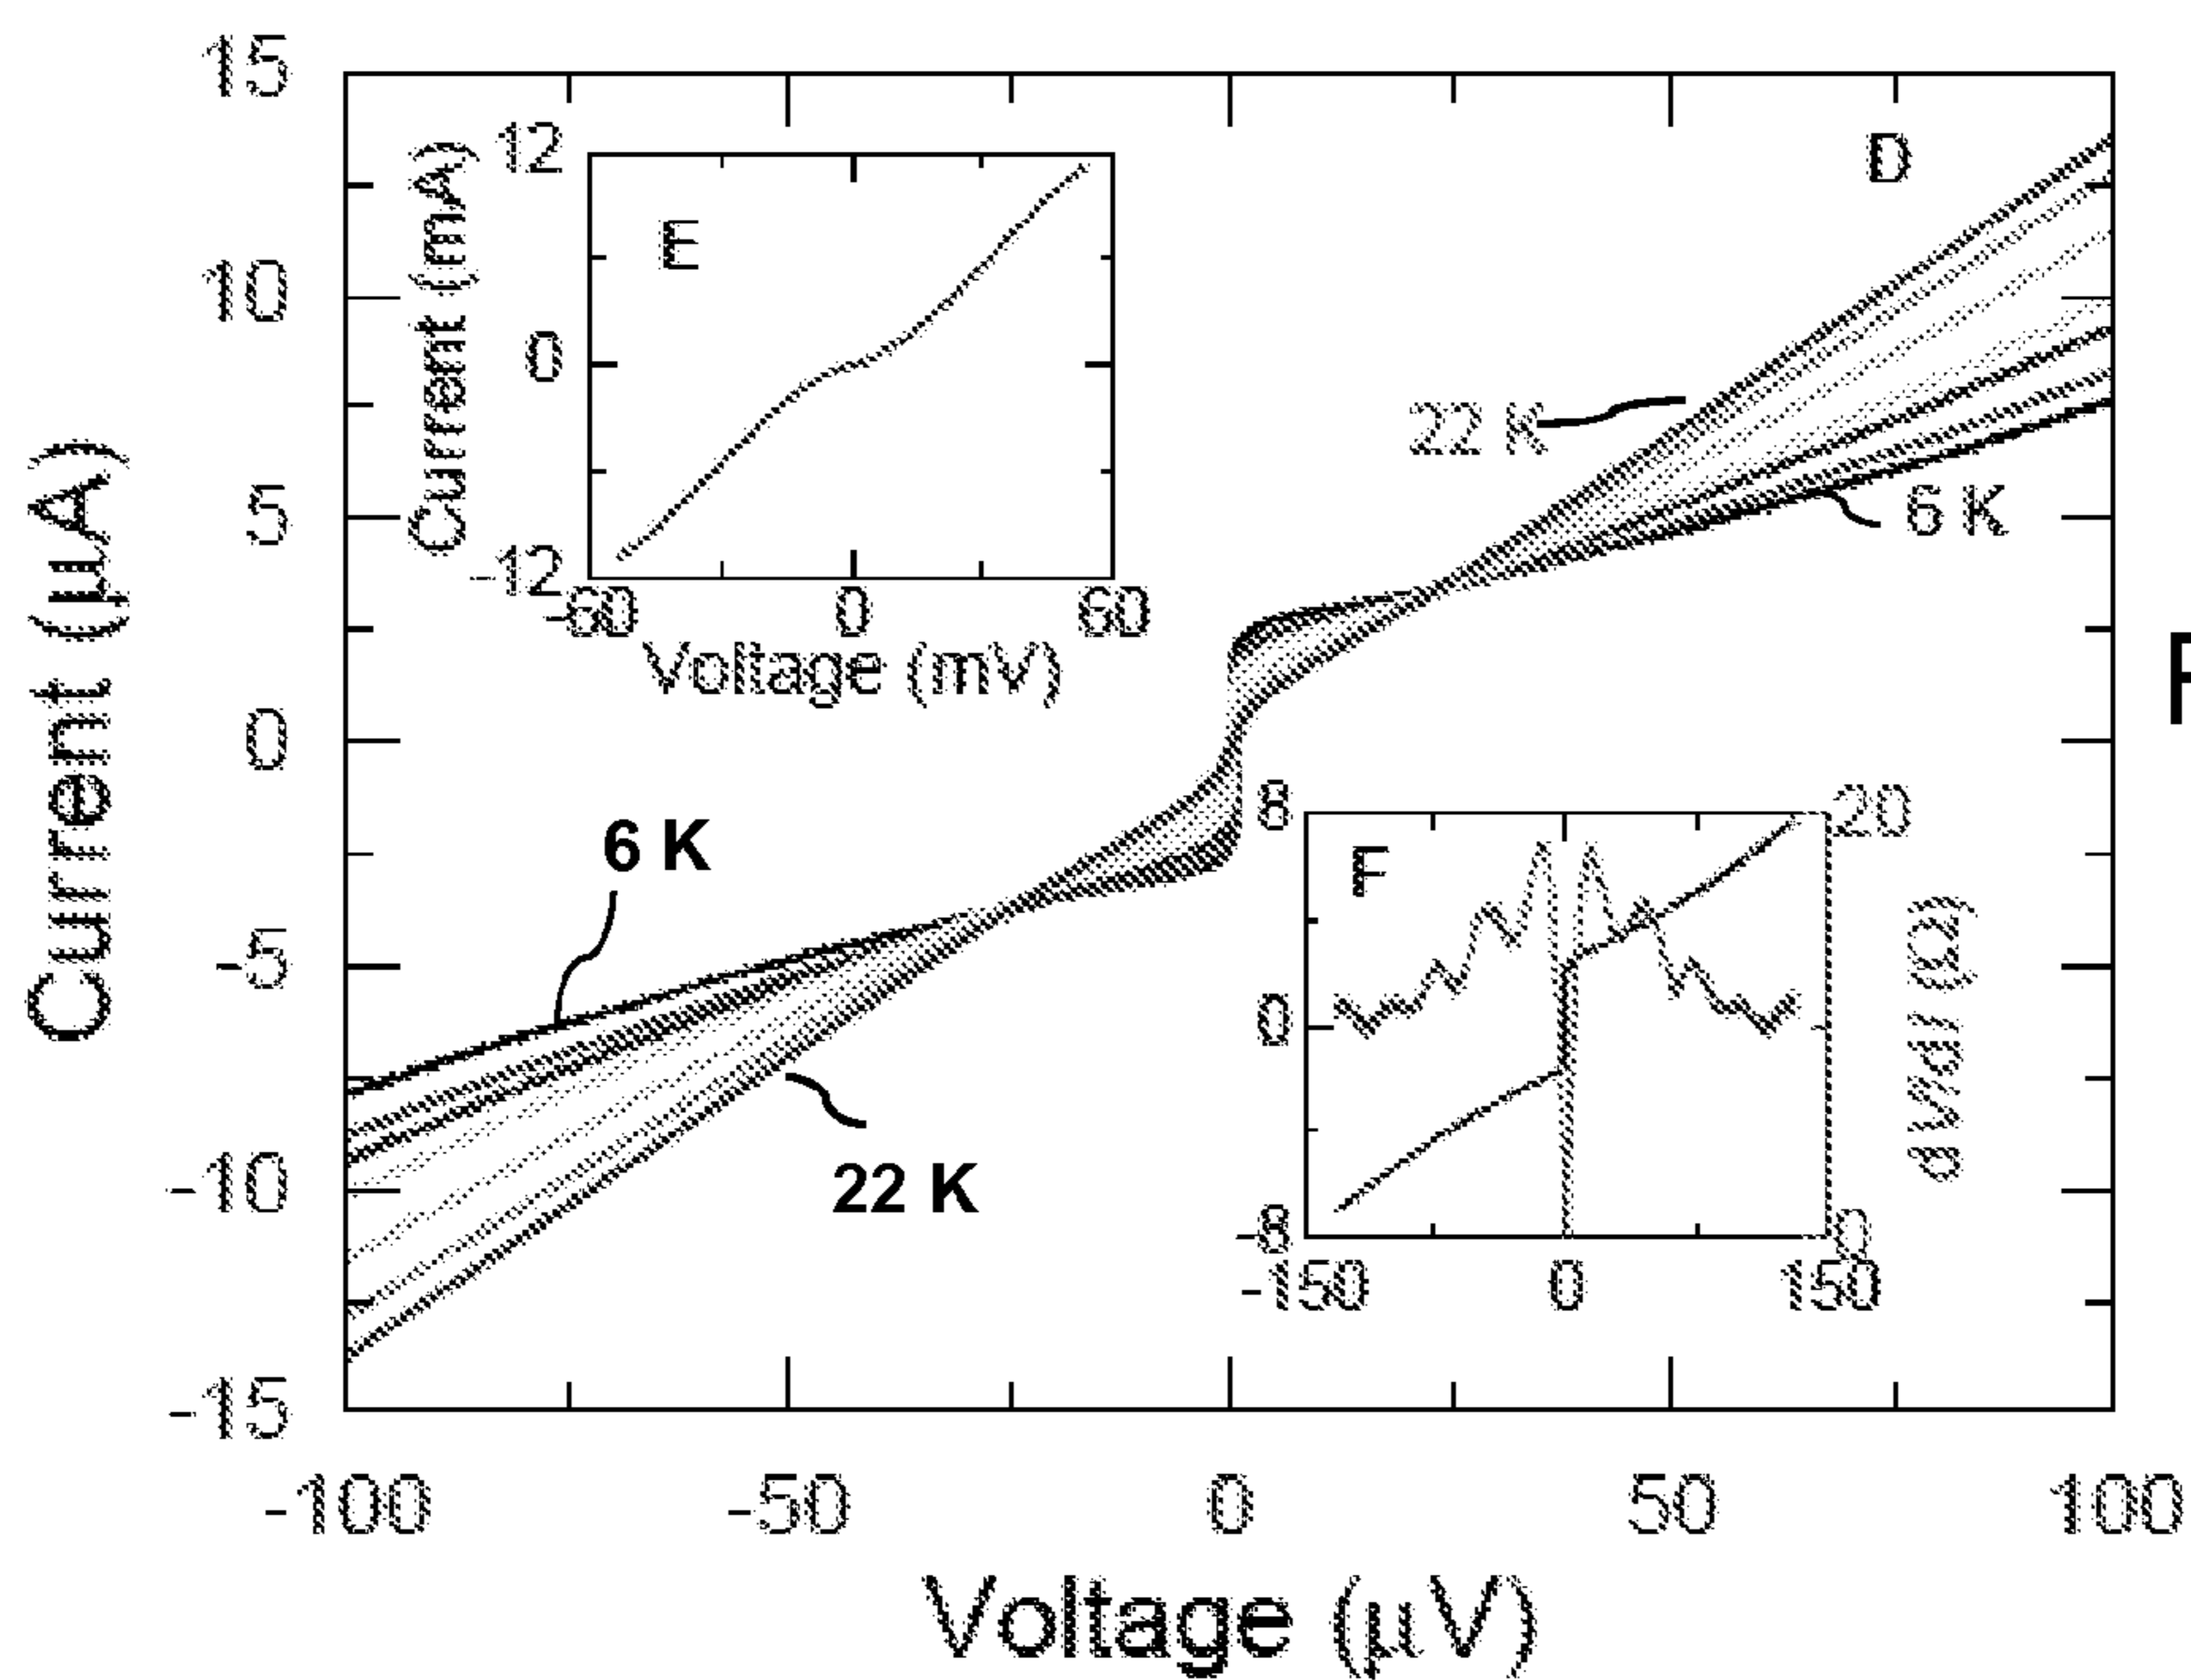 15
10
5
0
-5
-10
-15
Current (µA)
-100
-50
0
50
100
Voltage (µV)
D
22 K
6 K
6 K
22 K
12
0
-12
Current (mA)
E
-60
0
60
Voltage (mV)
8
0
-8
F
20
0
dV/dI (Ω)
-150
0
150